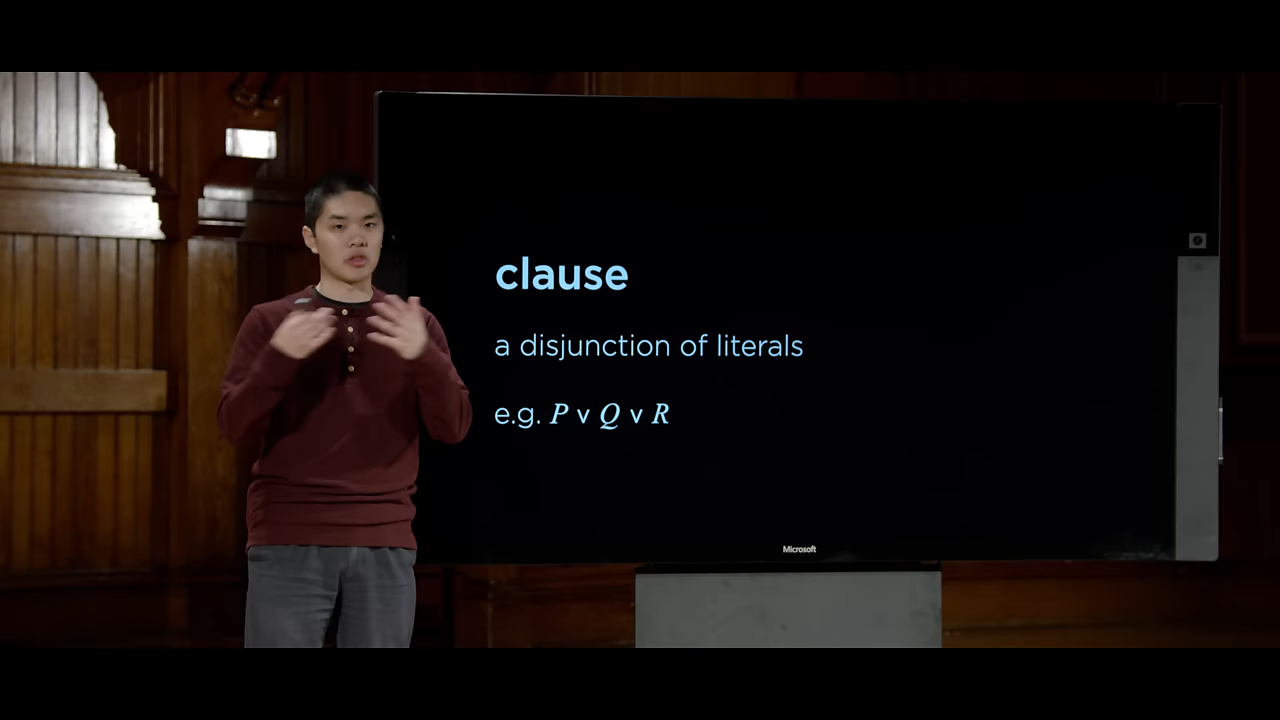 clause
a disjunction of literals
e.g. P ∨ Q ∨ R
Microsoft